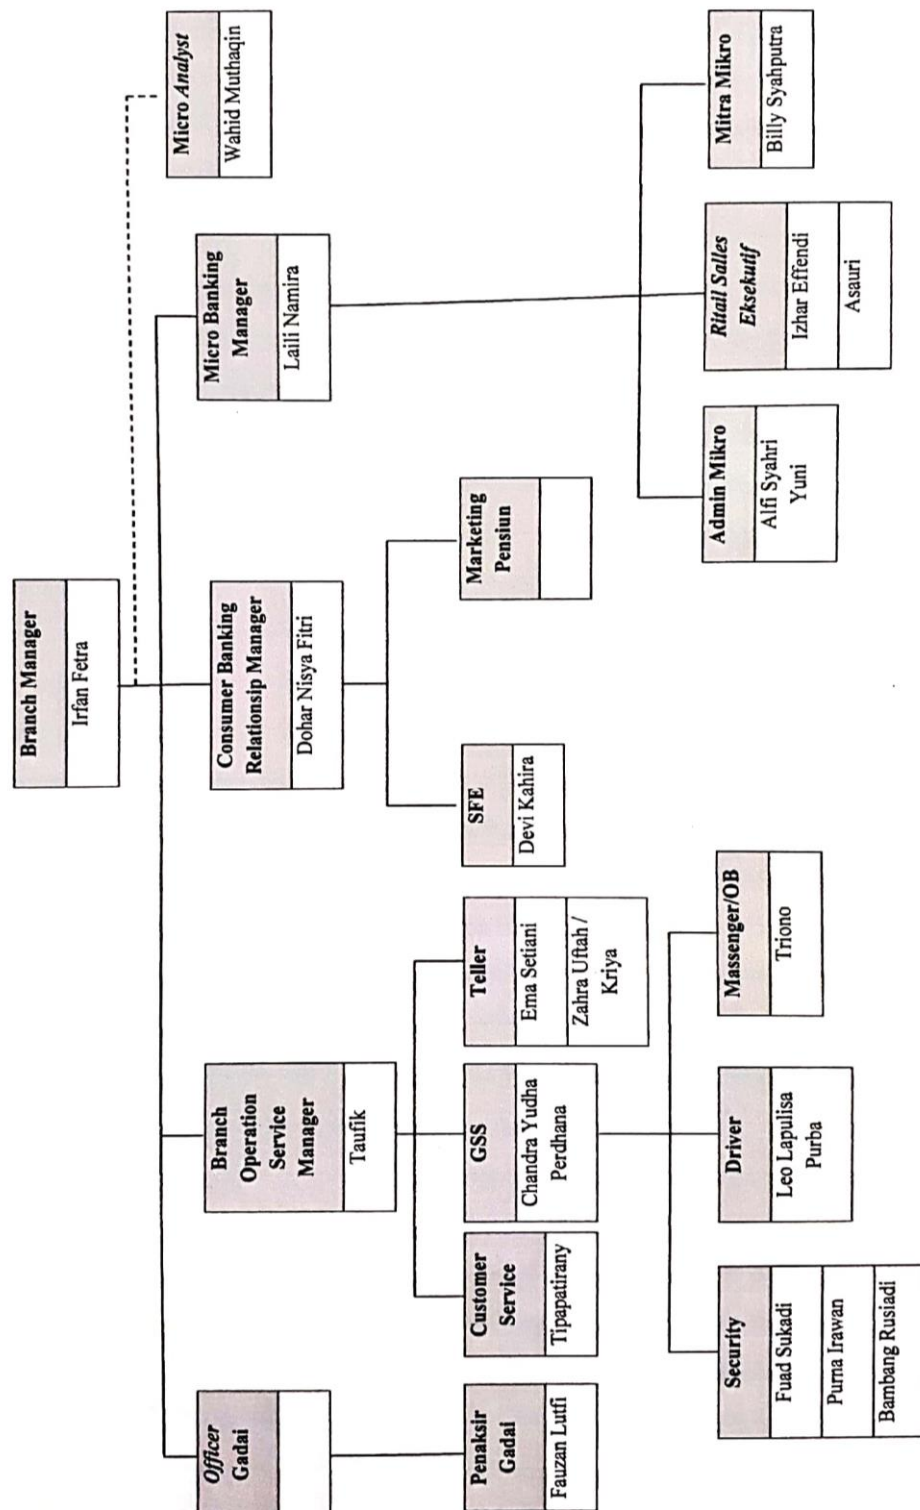 Branch Manager
Irfan Fetra
Micro Analyst
Wahid Muthaqin
Officer
Gadai
Branch
Operation
Service
Manager
Taufik
Consumer Banking
Relationsip Manager
Dohar Nisya Fitri
Micro Banking
Manager
Laili Namira
Penaksir
Gadai
Fauzan Lutfi
Customer
Service
Tipapatirany
GSS
Chandra Yudha
Perdhana
Teller
Ema Setiani
Zahra Uftah /
Kriya
SFE
Devi Kahira
Marketing
Pensiun
Security
Fuad Sukadi
Purna Irawan
Bambang Rusiadi
Driver
Leo Lapulisa
Purba
Massenger/OB
Triono
Admin Mikro
Alfi Syahri
Yuni
Ritail Salles
Eksekutif
Izhar Effendi
Asauri
Mitra Mikro
Billy Syahputra